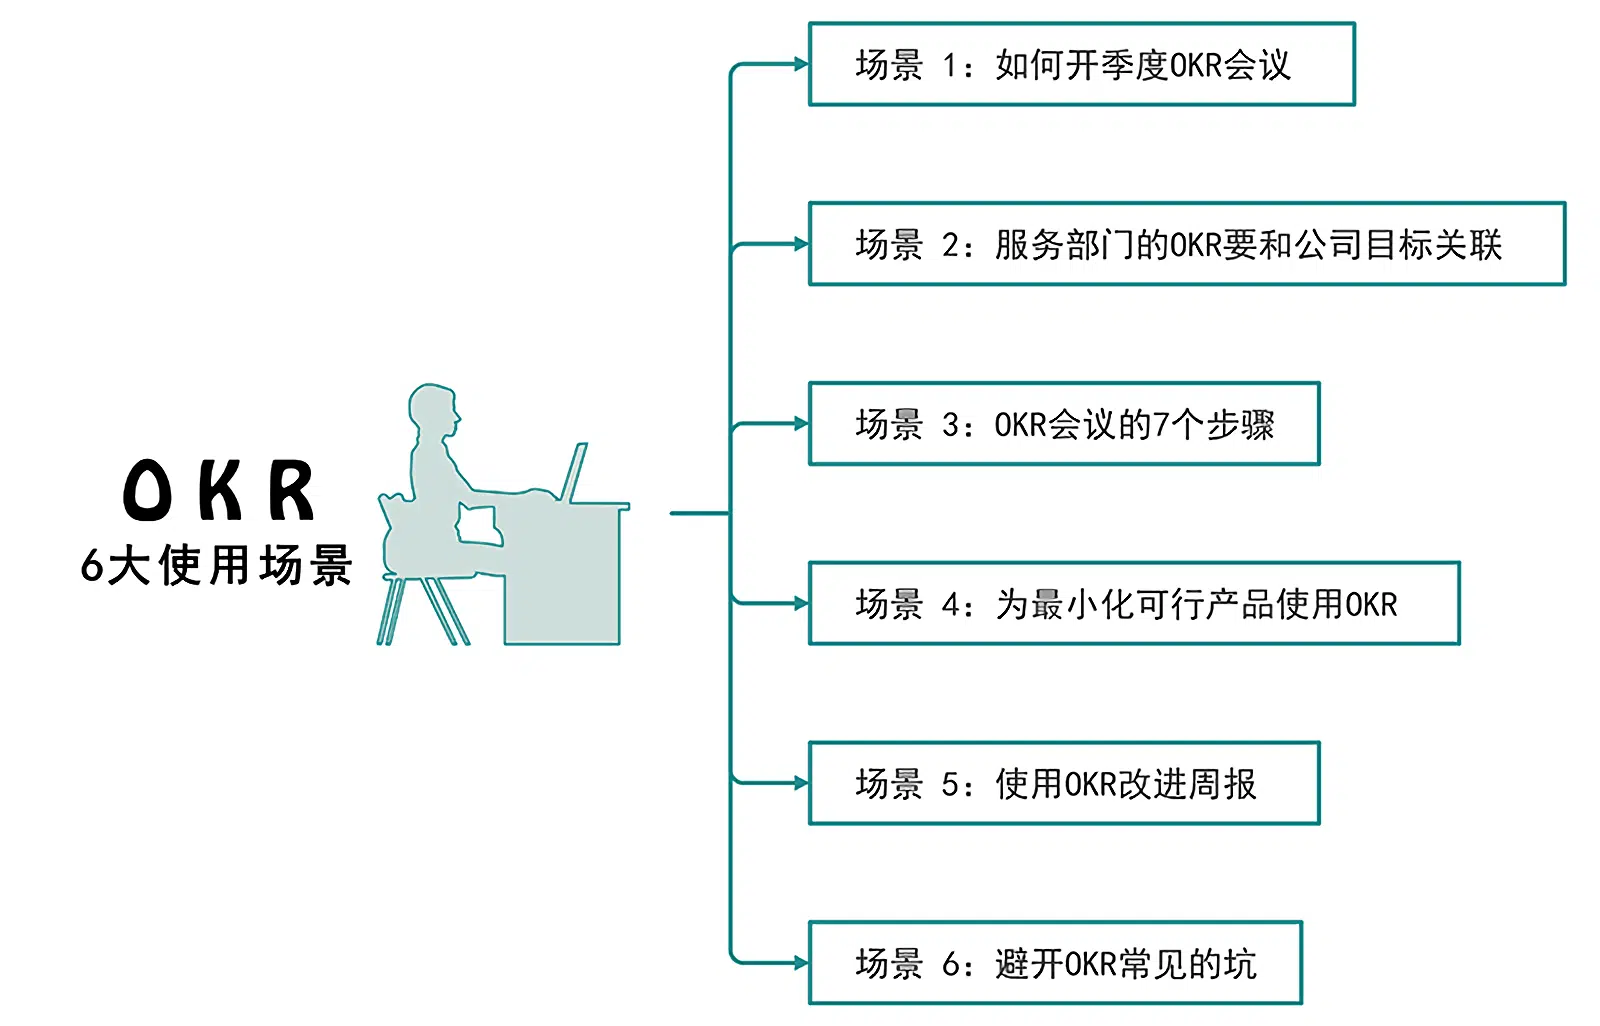 OKR
6大使用场景
场景 1：如何开季度OKR会议
场景 2：服务部门的OKR要和公司目标关联
场景 3：OKR会议的7个步骤
场景 4：为最小化可行产品使用OKR
场景 5：使用OKR改进周报
场景 6：避开OKR常见的坑